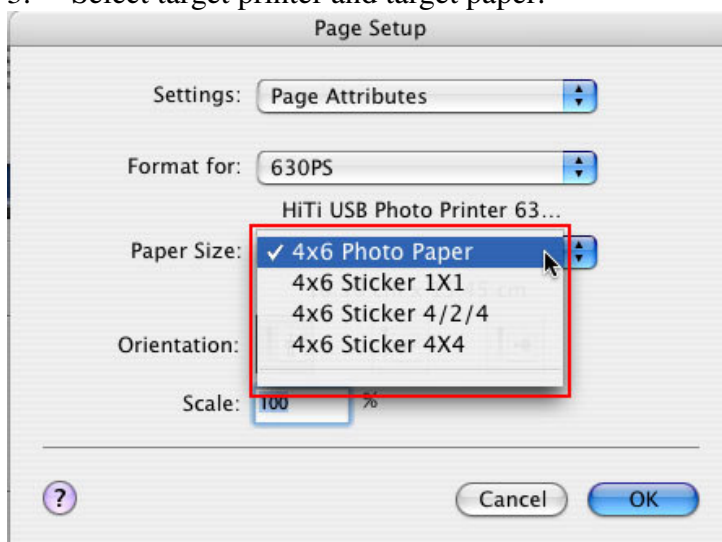 Select target printer and target paper.
Page Setup
Settings: Page Attributes
Format for: 630PS
HiTi USB Photo Printer 63...
Paper Size: ✓ 4x6 Photo Paper
4x6 Sticker 1X1
4x6 Sticker 4/2/4
4x6 Sticker 4X4
Orientation:
Scale: 100 %
? Cancel OK